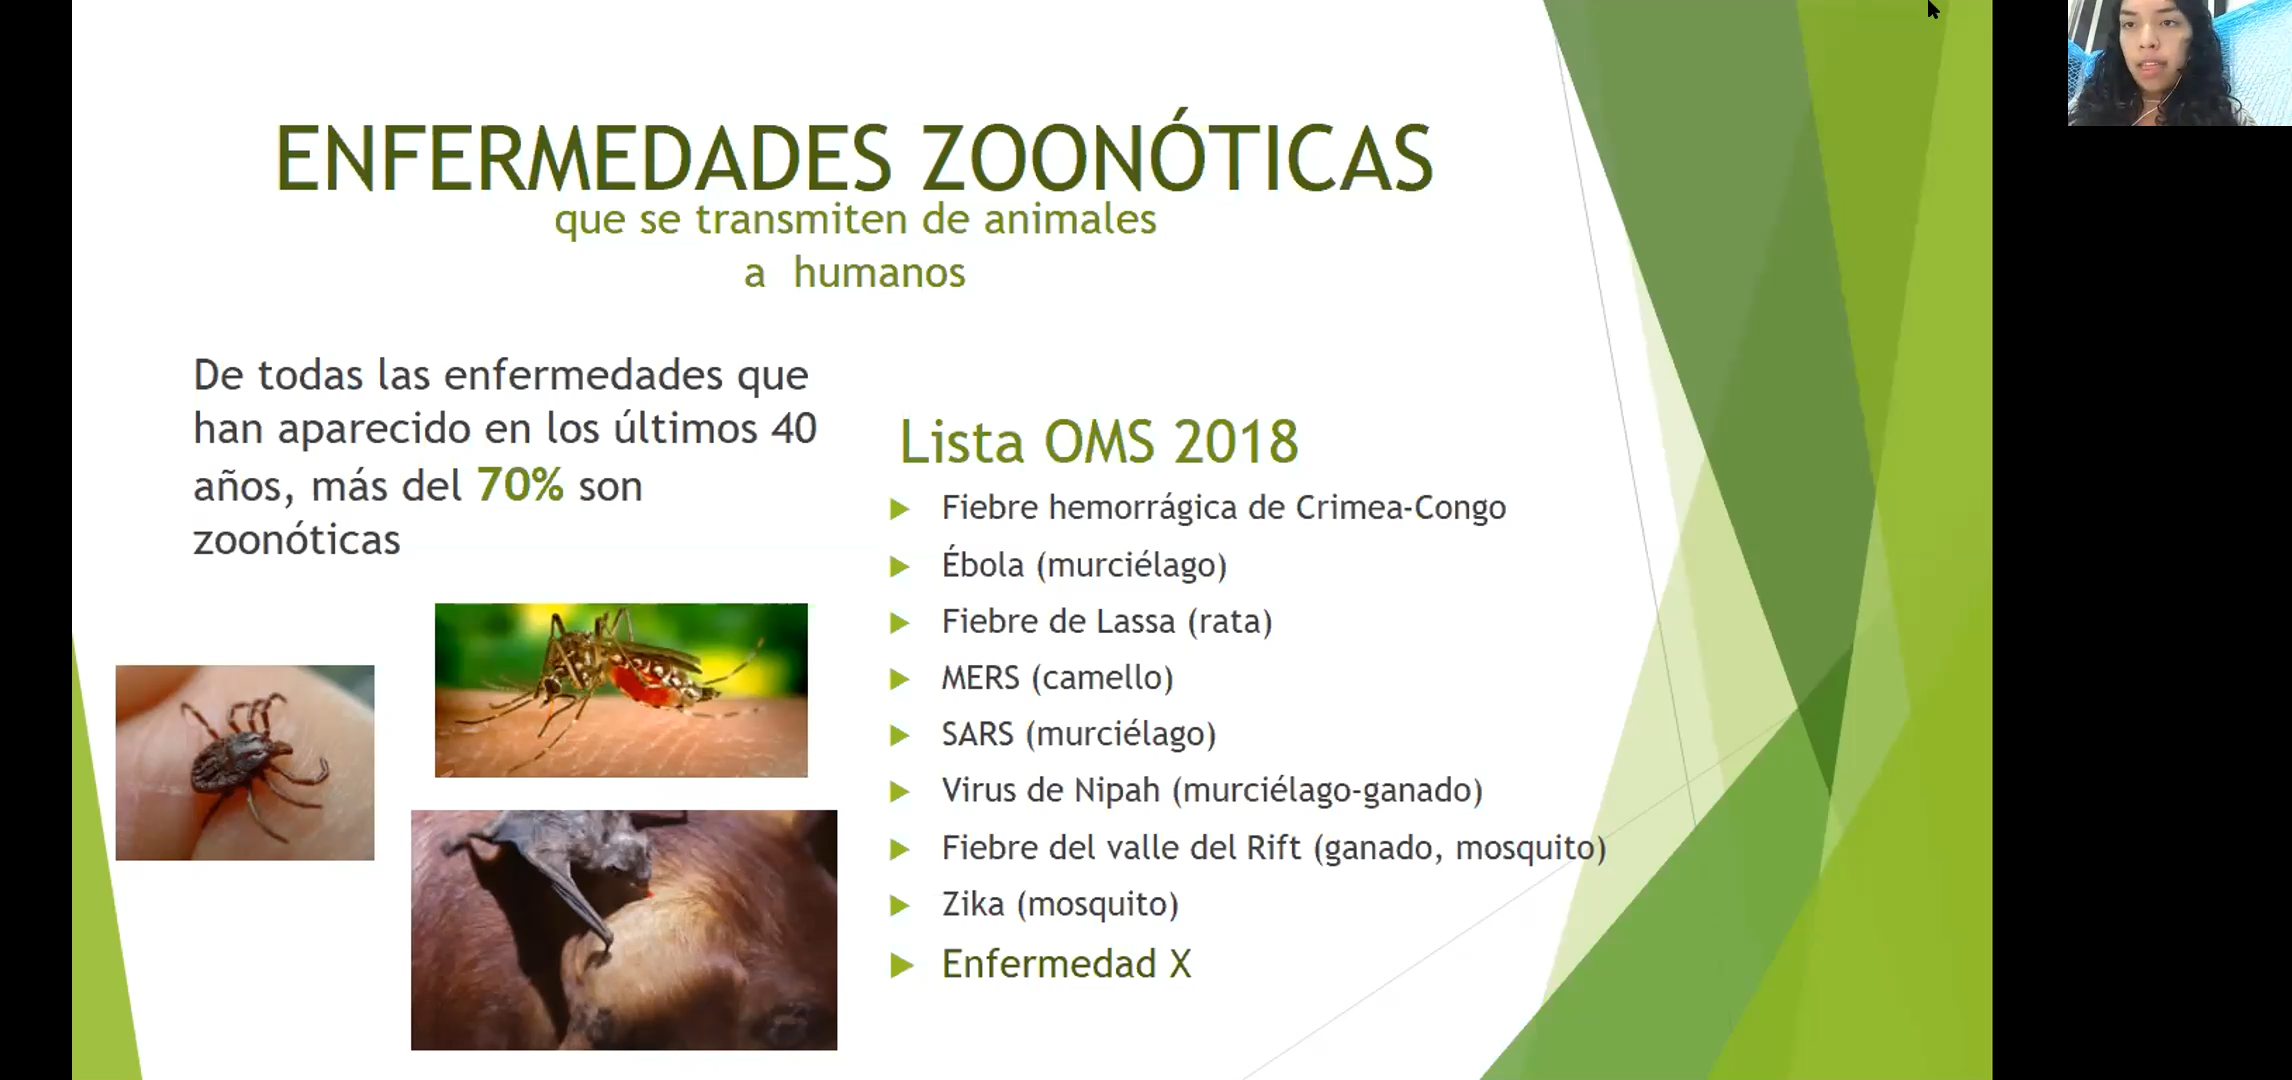 ENFERMEDADES ZOONÓTICAS
que se transmiten de animales
a humanos
De todas las enfermedades que
han aparecido en los últimos 40
años, más del 70% son
zoonóticas
Lista OMS 2018
Fiebre hemorrágica de Crimea-Congo
Ébola (murciélago)
Fiebre de Lassa (rata)
MERS (camello)
SARS (murciélago)
Virus de Nipah (murciélago-ganado)
Fiebre del valle del Rift (ganado, mosquito)
Zika (mosquito)
Enfermedad X